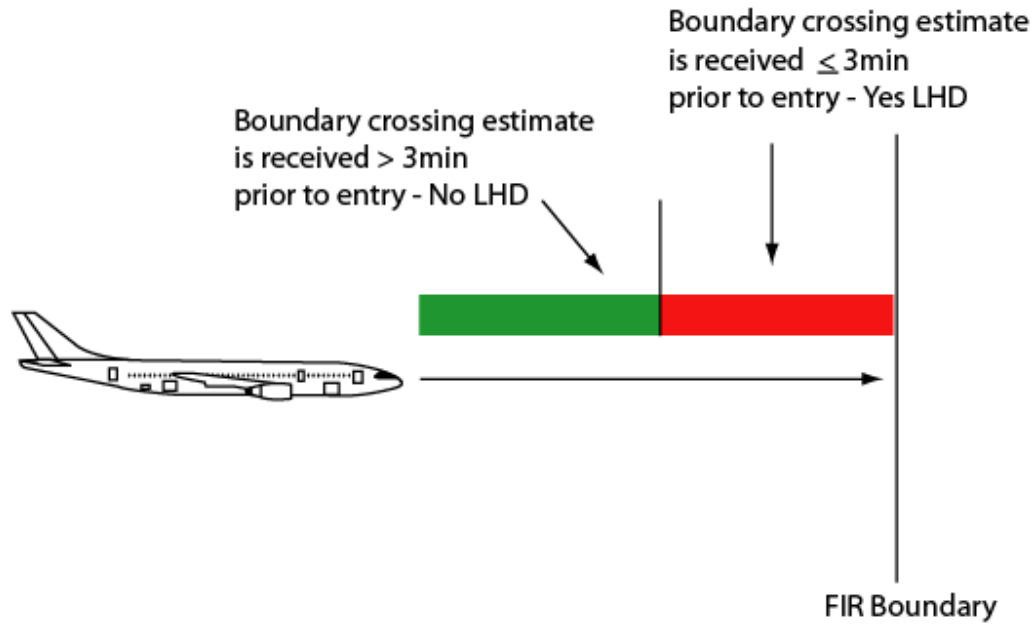 Boundary crossing estimate
is received ≤ 3min
prior to entry - Yes LHD
Boundary crossing estimate
is received > 3min
prior to entry - No LHD
FIR Boundary